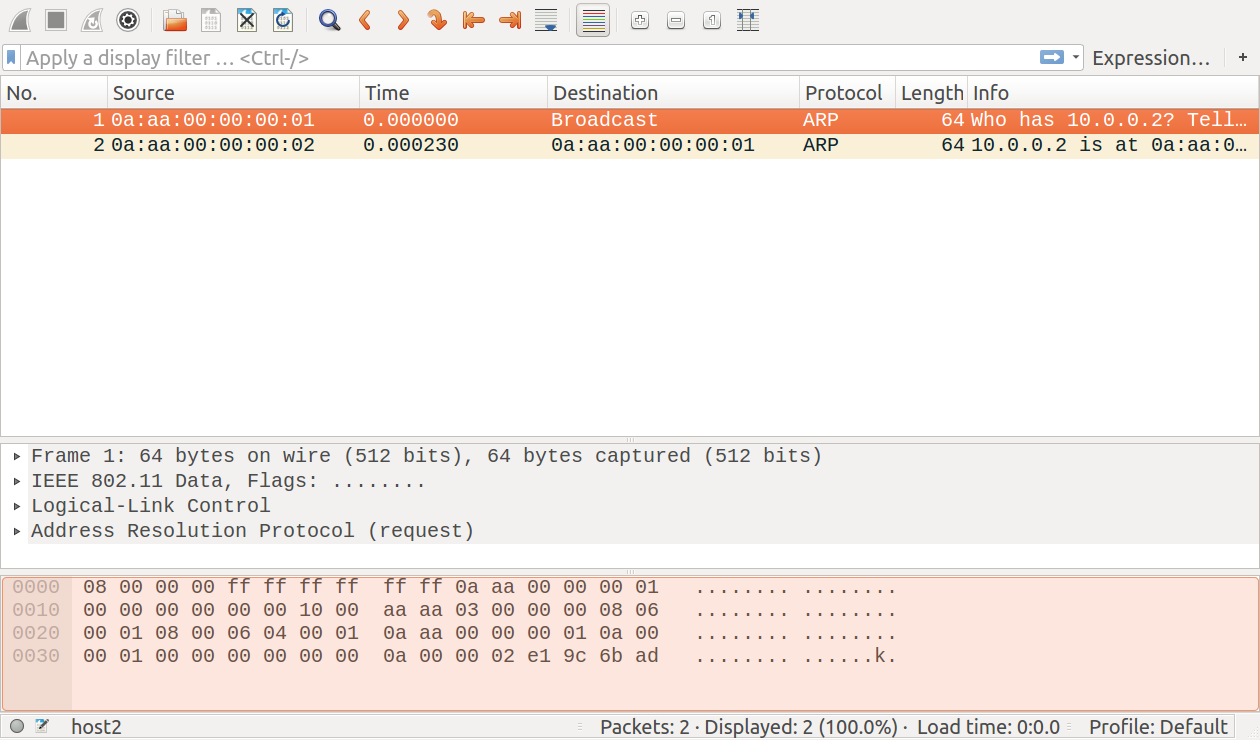 Apply a display filter … <Ctrl-/> Expression… +
No. Source Time Destination Protocol Length Info
1 0a:aa:00:00:00:01 0.000000 Broadcast ARP 64 Who has 10.0.0.2? Tell…
2 0a:aa:00:00:00:02 0.000230 0a:aa:00:00:00:01 ARP 64 10.0.0.2 is at 0a:aa:0…
Frame 1: 64 bytes on wire (512 bits), 64 bytes captured (512 bits)
IEEE 802.11 Data, Flags: ........
Logical-Link Control
Address Resolution Protocol (request)
0000 08 00 00 00 ff ff ff ff ff ff 0a aa 00 00 00 01 ........ ........
0010 00 00 00 00 00 00 10 00 aa aa 03 00 00 00 08 06 ........ ........
0020 00 01 08 00 06 04 00 01 0a aa 00 00 00 01 0a 00 ........ ........
0030 00 01 00 00 00 00 00 00 0a 00 00 02 e1 9c 6b ad ........ ......k.
host2 Packets: 2 · Displayed: 2 (100.0%) · Load time: 0:0.0 Profile: Default